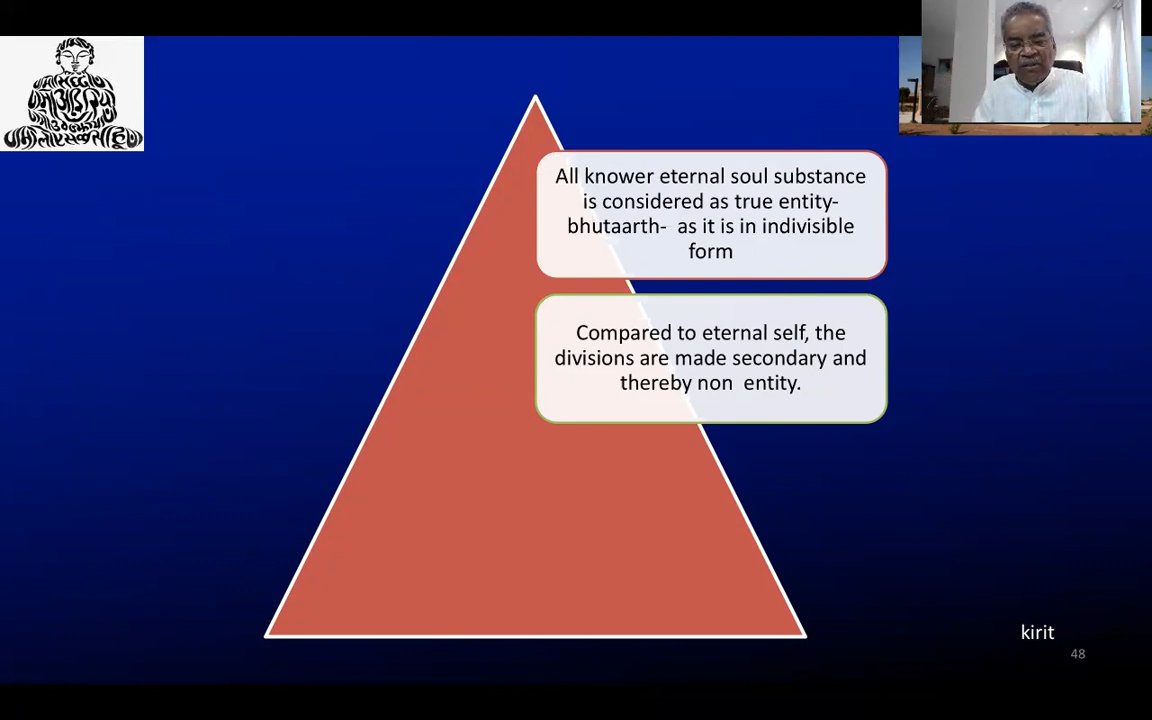 All knower eternal soul substance
is considered as true entity-
bhutaarth-  as it is in indivisible
form
Compared to eternal self, the
divisions are made secondary and
thereby non  entity.
kirit
48